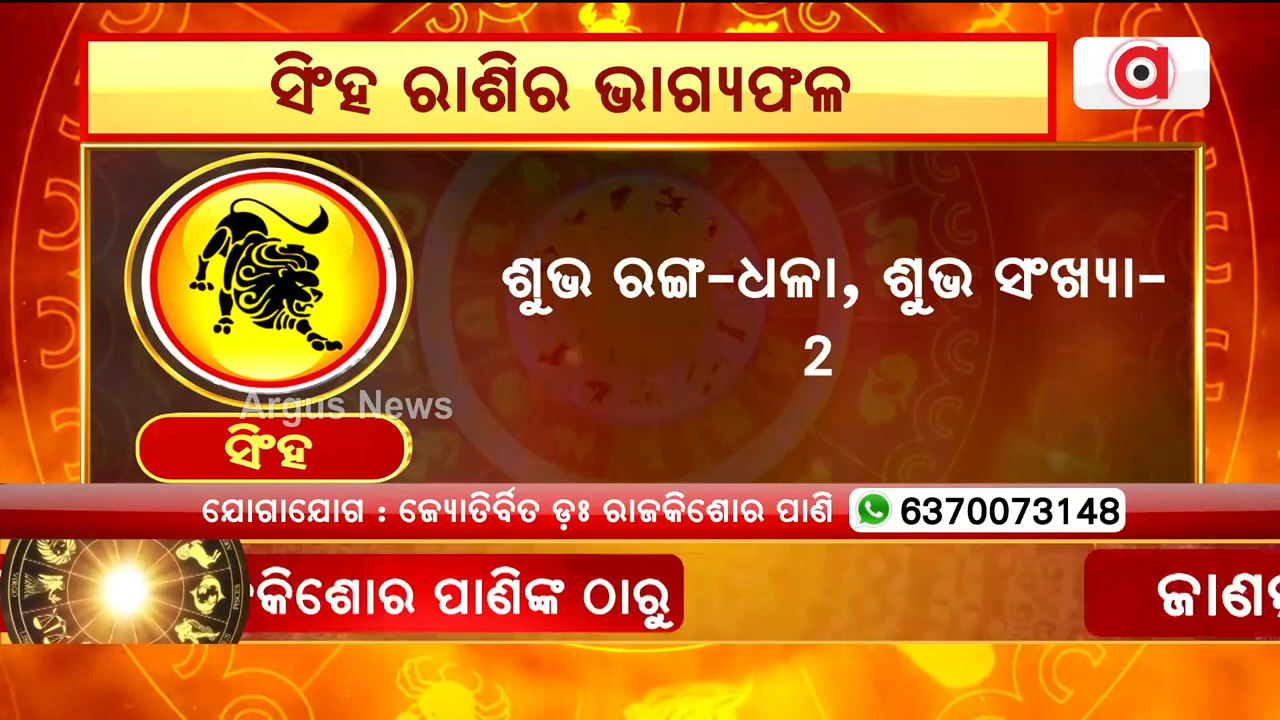 ସିଂହ ରାଶିର ଭାଗ୍ୟଫଳ
ଶୁଭ ରଙ୍ଗ-ଧଳା, ଶୁଭ ସଂଖ୍ୟା-
2
Argus News
ସିଂହ
ଯୋଗାଯୋଗ : ଜ୍ୟୋତିର୍ବିତ ଡ଼ଃ ରାଜକିଶୋର ପାଣି 6370073148
କିଶୋର ପାଣିଙ୍କ ଠାରୁ